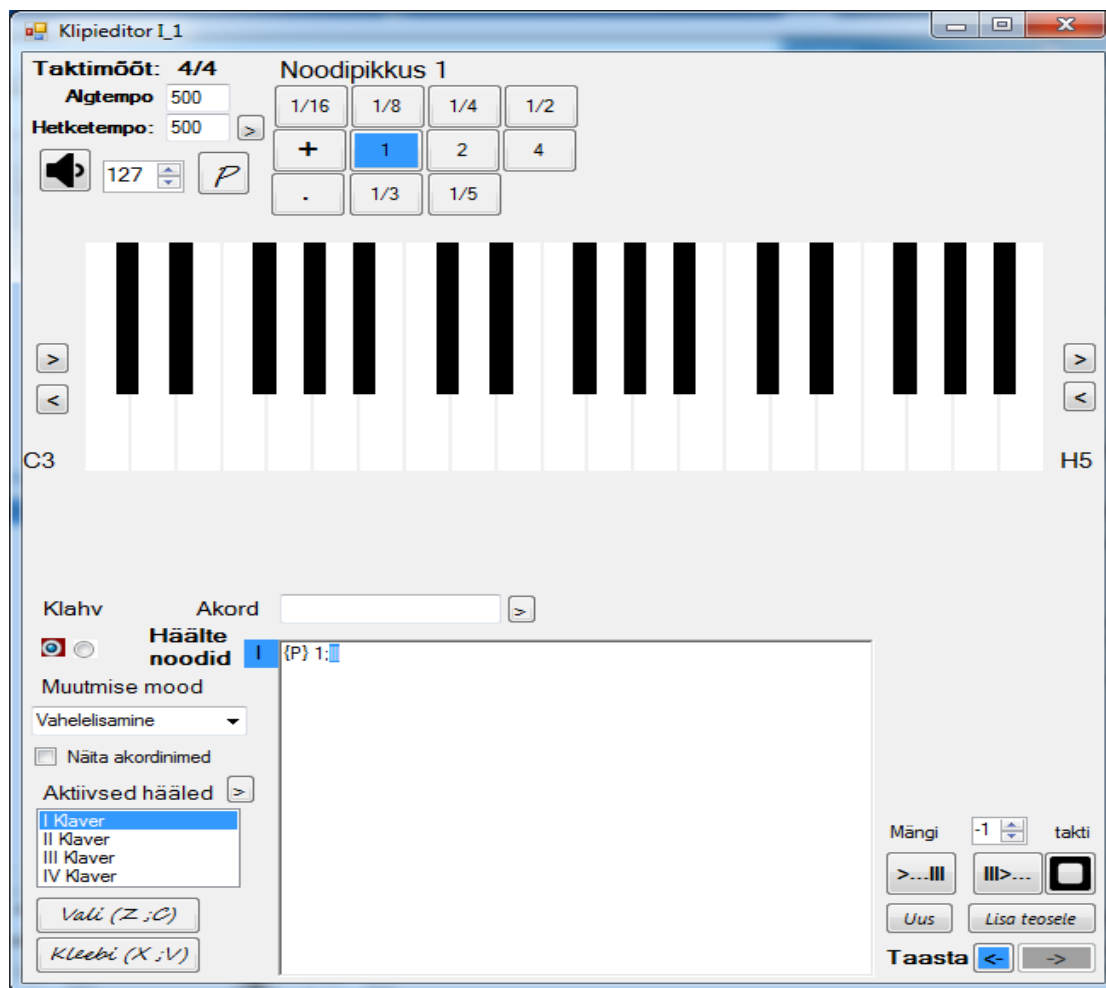 Klipieditor I_1
Taktimõõt: 4/4 Noodipikkus 1
Algtempo 500
1/16 1/8 1/4 1/2
Hetketempo: 500 >
+ 1 2 4
127 P
. 1/3 1/5
> >
< <
C3 H5
Klahv Akord >
Häälte
noodid I {P} 1;|||
Muutmise mood
Vahelelisamine
Näita akordinimed
Aktiivsed hääled >
I Klaver
II Klaver
III Klaver
IV Klaver
Mängi -1 takti
>...III III>...
Vali (Z ;C)
Uus Lisa teosele
Kleebi (X ;V)
Taasta <- ->